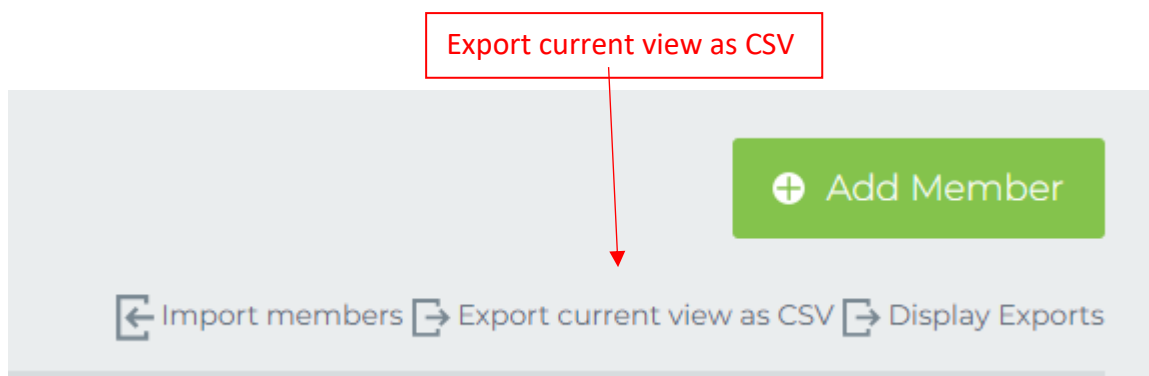 Export current view as CSV
Add Member
Import members Export current view as CSV Display Exports